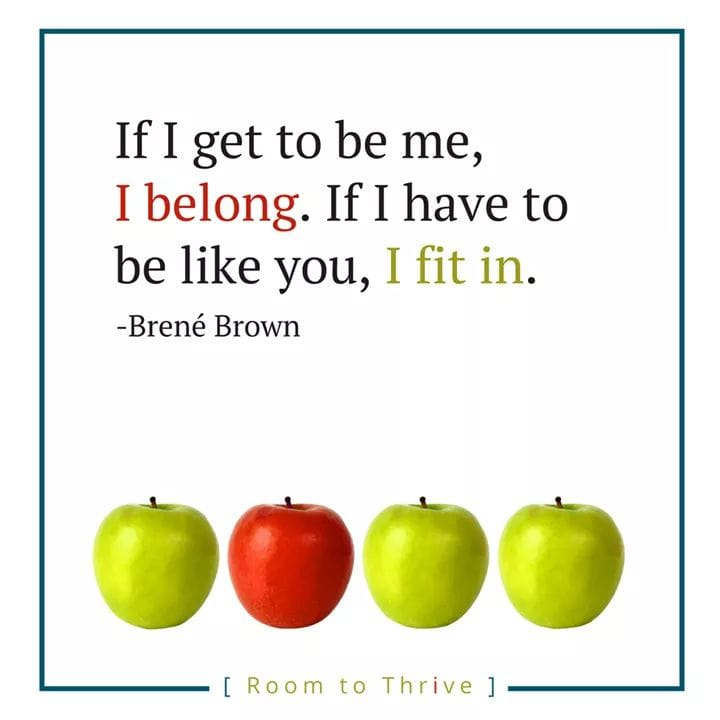 If I get to be me,
I belong. If I have to
be like you, I fit in.
-Brené Brown
[ Room to Thrive ]